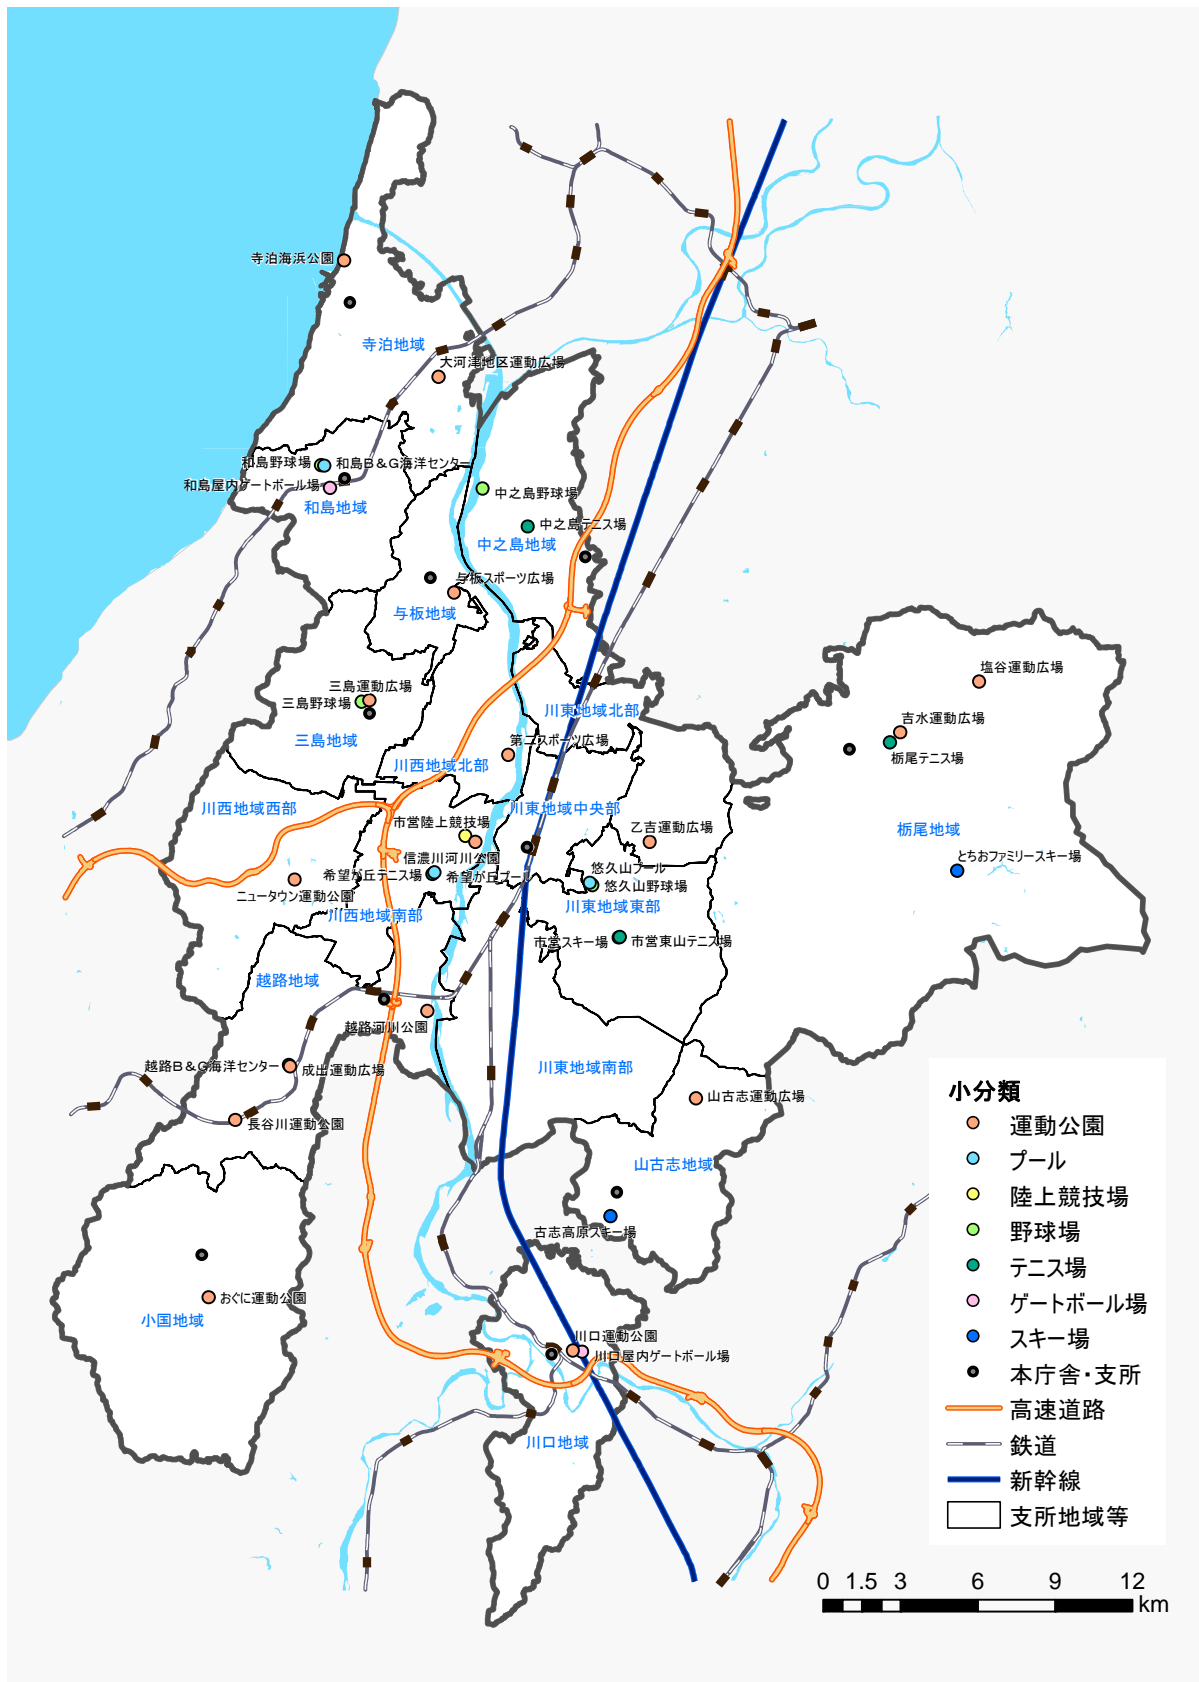 寺泊海浜公園
寺泊地域
大河津地区運動広場
和島野球場
和島B&G海洋センター
和島屋内ゲートボール場
和島地域
中之島野球場
中之島テニス場
中之島地域
与板スポーツ広場
与板地域
塩谷運動広場
三島運動広場
三島野球場
川東地域北部
吉水運動広場
三島地域
第二スポーツ広場
栃尾テニス場
川西地域北部
川西地域西部
川東地域中央部
市営陸上競技場
乙吉運動広場
栃尾地域
信濃川河川公園
とちおファミリースキー場
希望が丘テニス場
希望が丘プール
悠久山プール
悠久山野球場
ニュータウン運動公園
川西地域南部
川東地域東部
市営スキー場
市営東山テニス場
越路地域
越路河川公園
越路B&G海洋センター
成出運動広場
川東地域南部
山古志運動広場
長谷川運動公園
山古志地域
古志高原スキー場
おぐに運動公園
小国地域
川口運動公園
川口屋内ゲートボール場
川口地域
小分類
運動公園
プール
陸上競技場
野球場
テニス場
ゲートボール場
スキー場
本庁舎・支所
高速道路
鉄道
新幹線
支所地域等
0 1.5 3 6 9 12
km